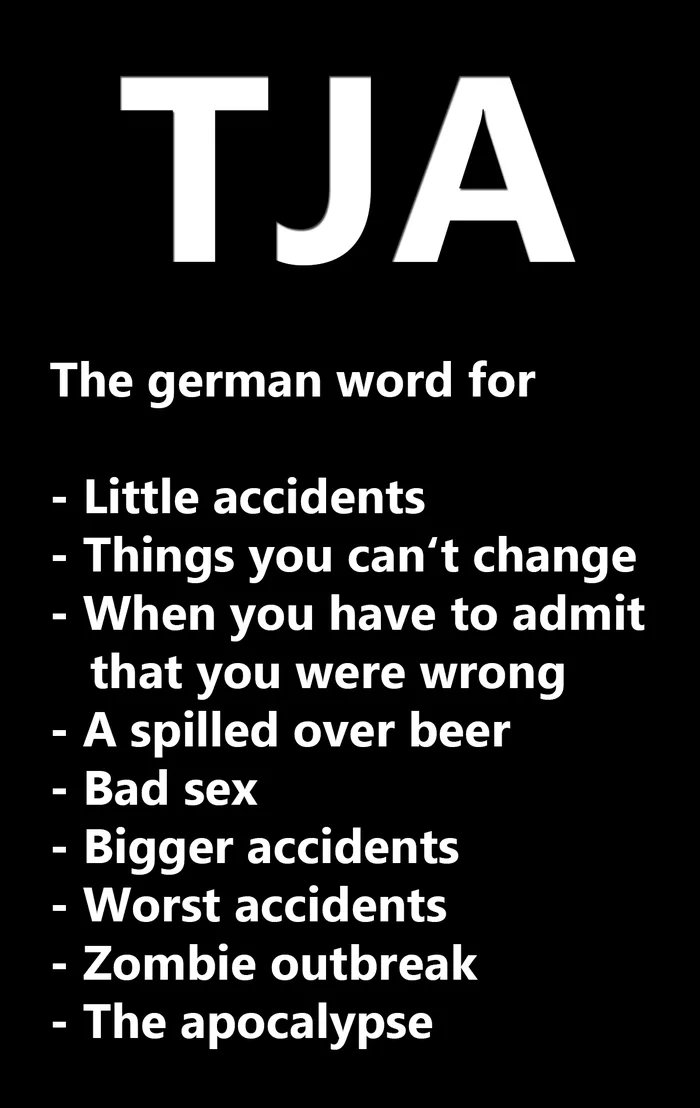 TJA
The german word for
- Little accidents
- Things you can‘t change
- When you have to admit
that you were wrong
- A spilled over beer
- Bad sex
- Bigger accidents
- Worst accidents
- Zombie outbreak
- The apocalypse